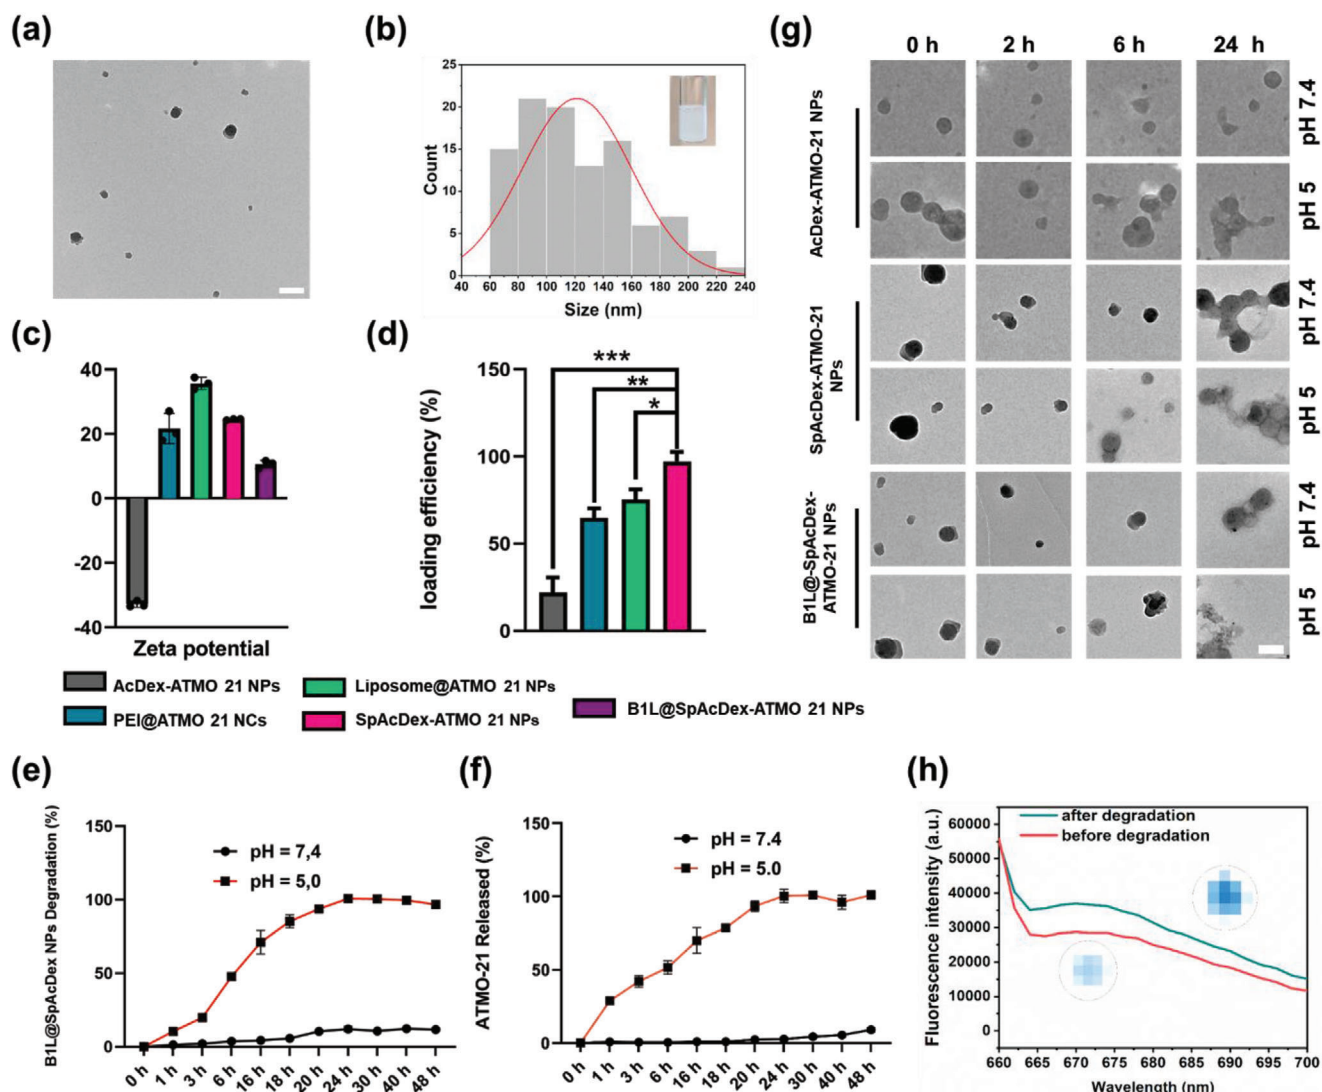 (a)
(b)
25
20
15
10
5
0
Count
40 60 80 100 120 140 160 180 200 220 240
Size (nm)
(c)
40
20
0
-20
-40
Zeta potential
(d)
150
100
50
0
loading efficiency (%)
***
**
*
AcDex-ATMO 21 NPs
Liposome@ATMO 21 NPs
B1L@SpAcDex-ATMO 21 NPs
PEI@ATMO 21 NCs
SpAcDex-ATMO 21 NPs
(g)
0 h 2 h 6 h 24 h
AcDex-ATMO-21 NPs
pH 7.4
pH 5
SpAcDex-ATMO-21
NPs
pH 7.4
pH 5
B1L@-SpAcDex-
ATMO-21 NPs
pH 7.4
pH 5
(e)
B1L@SpAcDex NPs Degradation (%)
150
100
50
0
pH = 7,4
pH = 5,0
0 h 1 h 3 h 6 h 16 h 18 h 20 h 24 h 30 h 40 h 48 h
(f)
ATMO-21 Released (%)
150
100
50
0
pH = 7.4
pH = 5.0
0 h 1 h 3 h 6 h 16 h 18 h 20 h 24 h 30 h 40 h 48 h
(h)
Fluorescence intensity (a.u.)
60000
50000
40000
30000
20000
10000
0
after degradation
before degradation
660 665 670 675 680 685 690 695 700
Wavelength (nm)